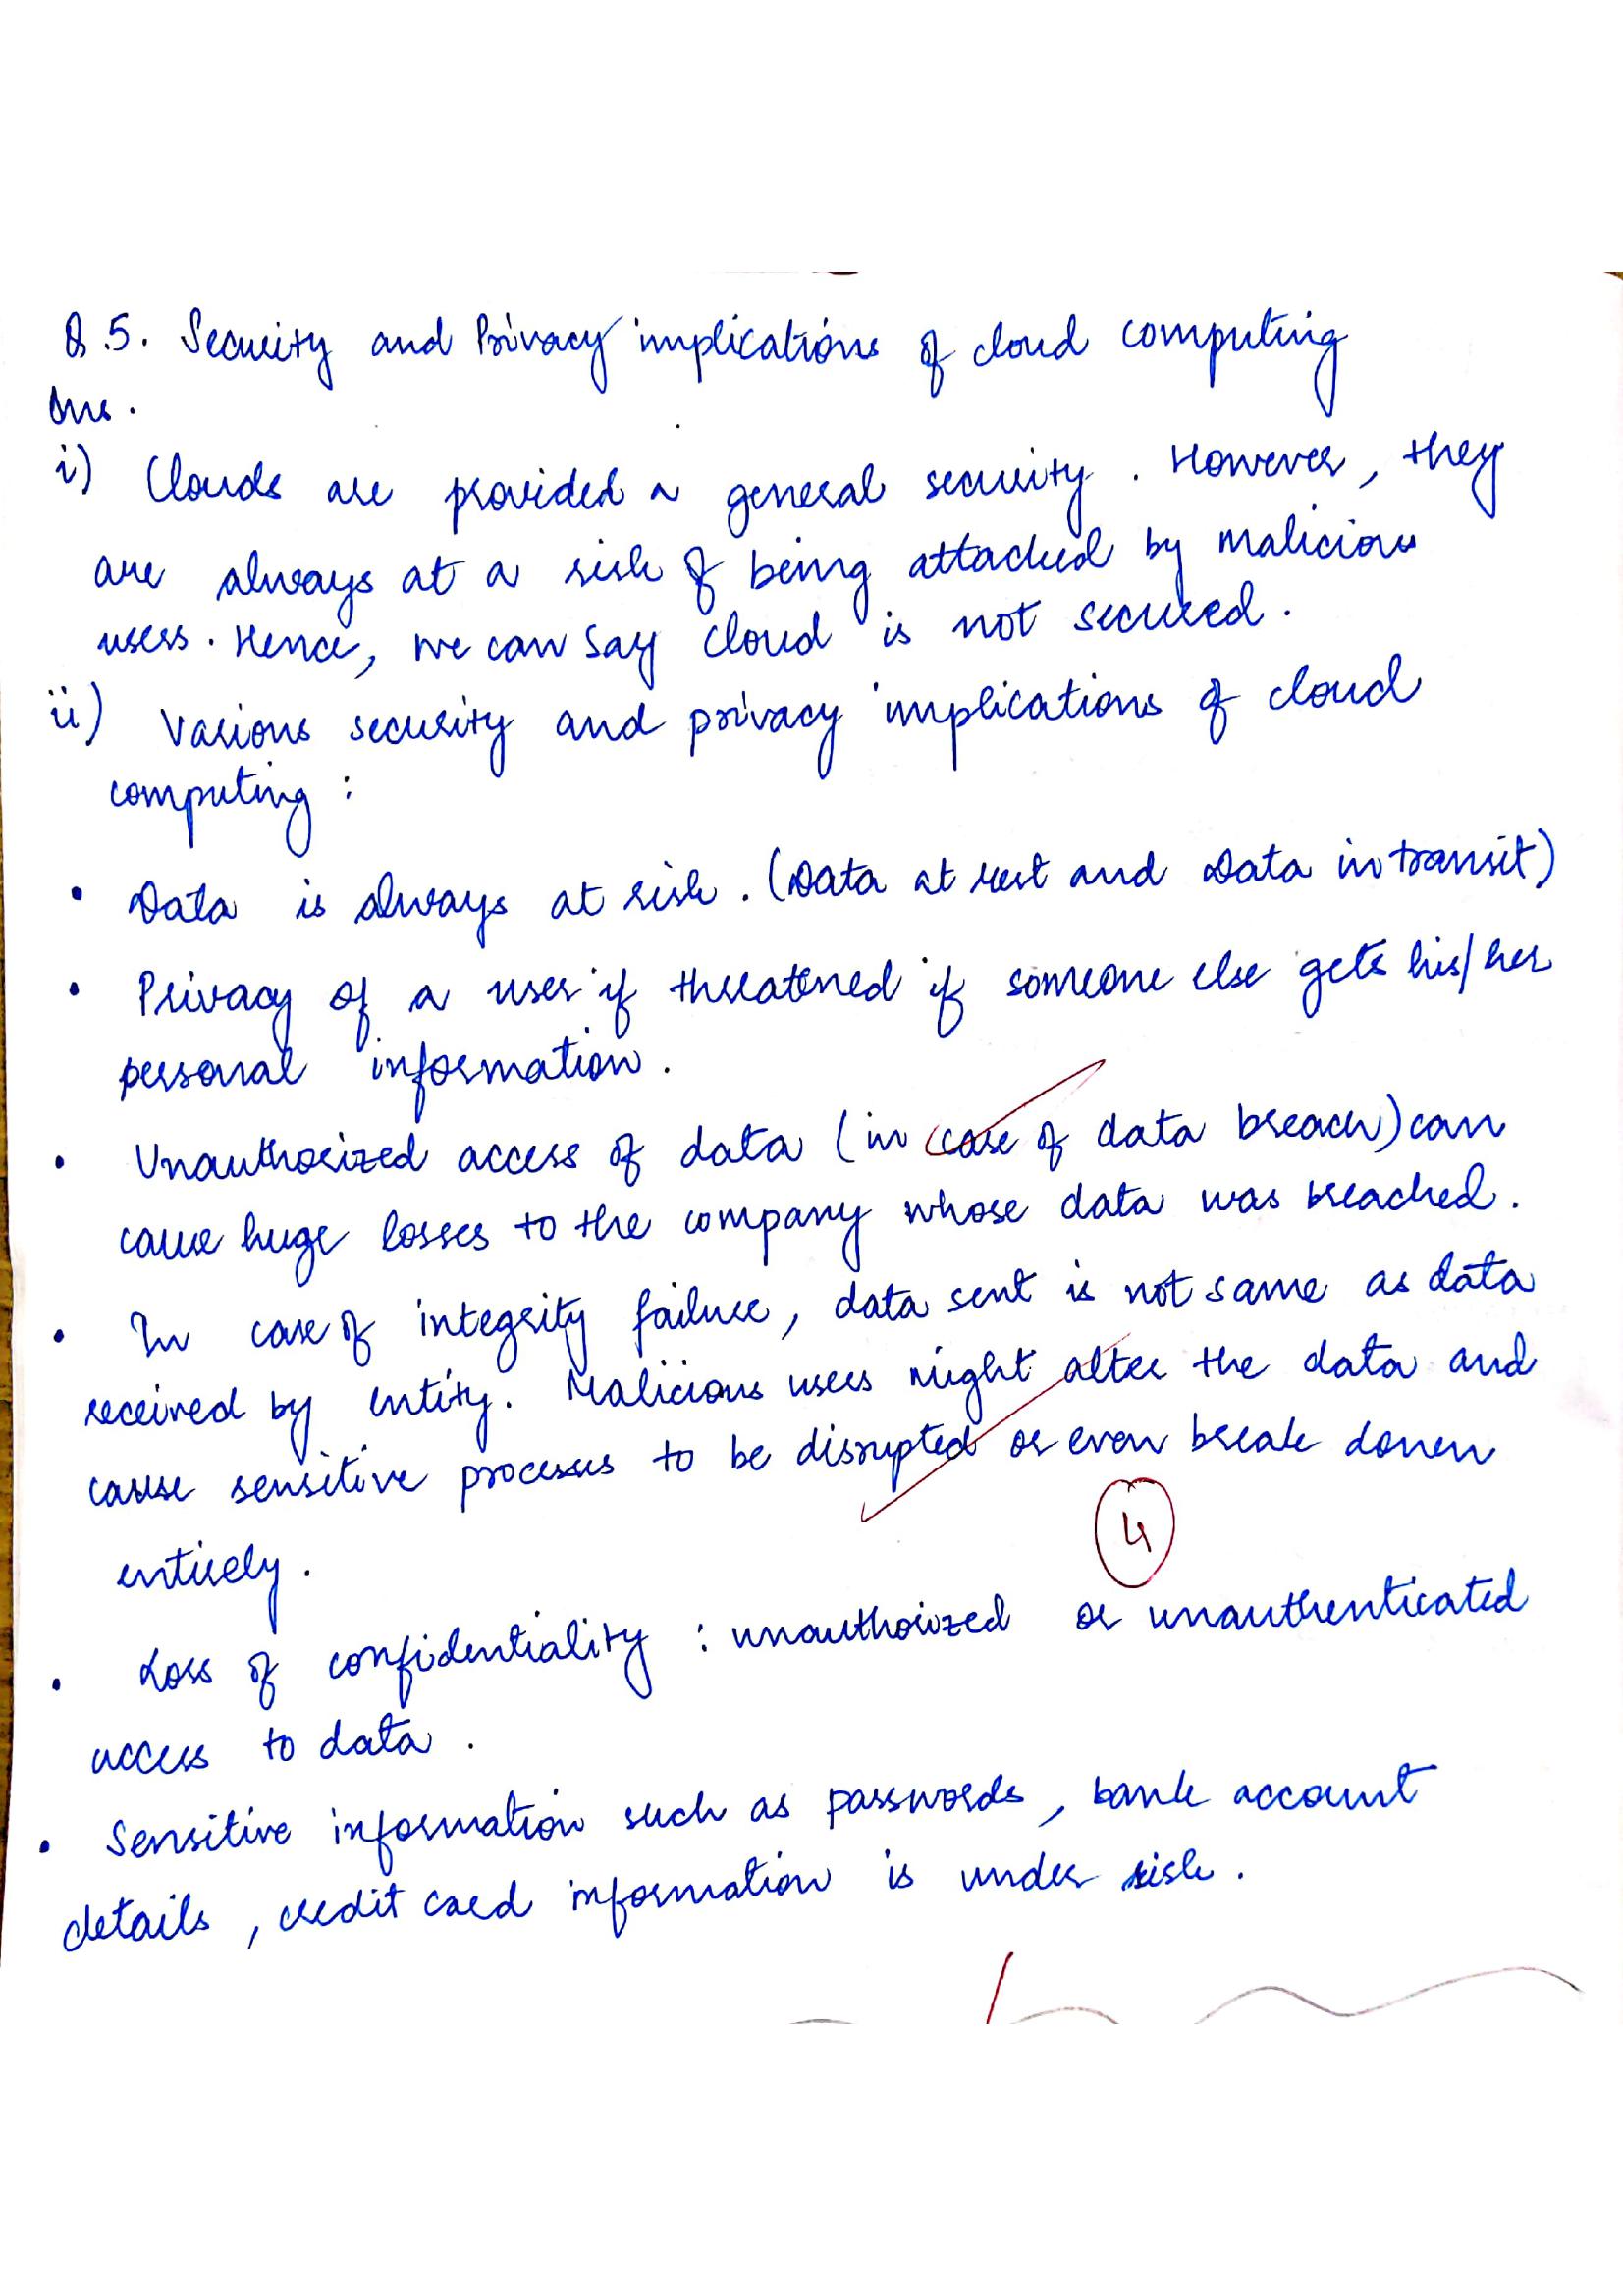 Q.5. Security and Privacy implications of cloud computing
Ans.
i) Clouds are provided a general security. However, they
are always at a risk of being attacked by malicious
users. Hence, we can say cloud is not secured.
ii) Various security and privacy implications of cloud
computing :
• Data is always at risk. (Data at rest and Data in transit)
• Privacy of a user if threatened if someone else gets his/her
personal information.
• Unauthorized access of data (in case of data breach) can
cause huge losses to the company whose data was breached.
• In case of integrity failure, data sent is not same as data
received by entity. Malicious users might alter the data and
cause sensitive processes to be disrupted or even break down
entirely.
4
• Loss of confidentiality : unauthorized or unauthenticated
access to data.
• Sensitive information such as passwords, bank account
details, credit card information is under risk.